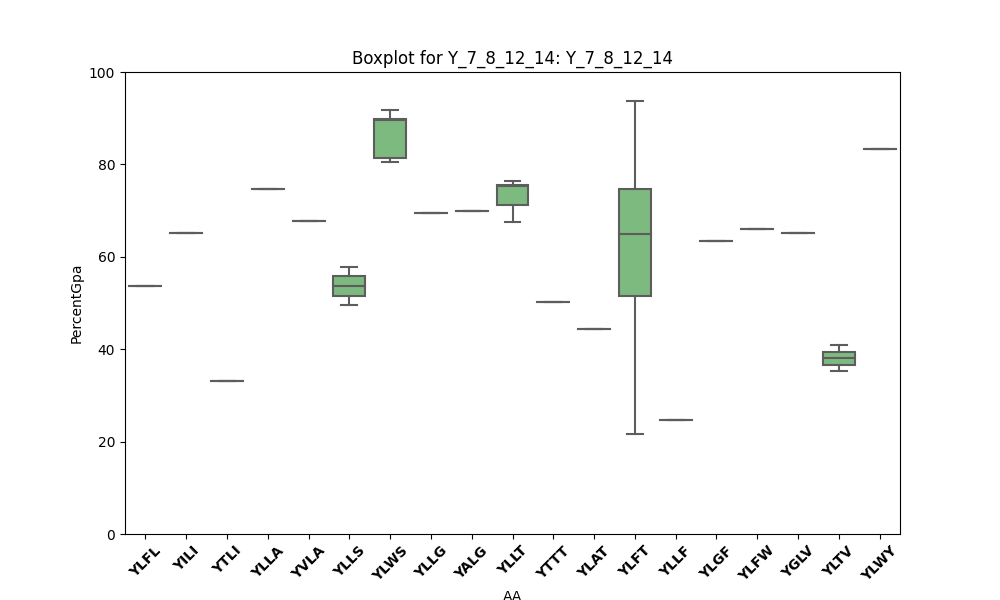 Boxplot for Y_7_8_12_14: Y_7_8_12_14
100
80
60
40
20
0
PercentGpa
YLFL YILI YTLI YLLA YVLA YLLS YLWS YLLG YALG YLLT YTTT YLAT YLFT YLLF YLGF YLFW YGLV YLTV YLWY
AA